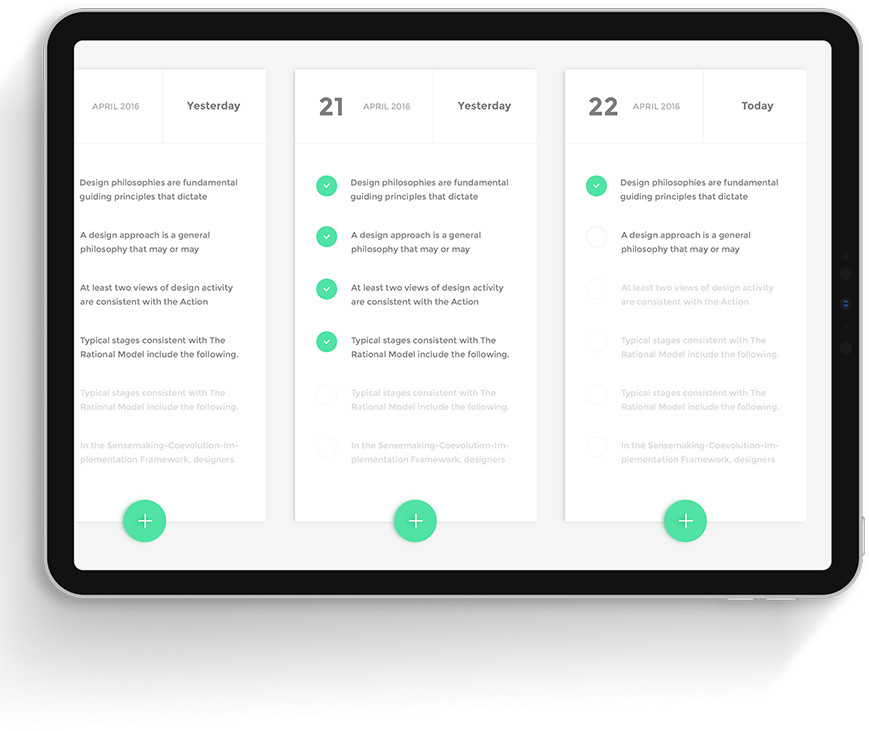 APRIL 2016 Yesterday
Design philosophies are fundamental
guiding principles that dictate
A design approach is a general
philosophy that may or may
At least two views of design activity
are consistent with the Action
Typical stages consistent with The
Rational Model include the following.
Typical stages consistent with The
Rational Model include the following.
In the Sensemaking-Coevolution-Im-
plementation Framework, designers
21 APRIL 2016 Yesterday
Design philosophies are fundamental
guiding principles that dictate
A design approach is a general
philosophy that may or may
At least two views of design activity
are consistent with the Action
Typical stages consistent with The
Rational Model include the following.
Typical stages consistent with The
Rational Model include the following.
In the Sensemaking-Coevolution-Im-
plementation Framework, designers
22 APRIL 2016 Today
Design philosophies are fundamental
guiding principles that dictate
A design approach is a general
philosophy that may or may
At least two views of design activity
are consistent with the Action
Typical stages consistent with The
Rational Model include the following.
Typical stages consistent with The
Rational Model include the following.
In the Sensemaking-Coevolution-Im-
plementation Framework, designers